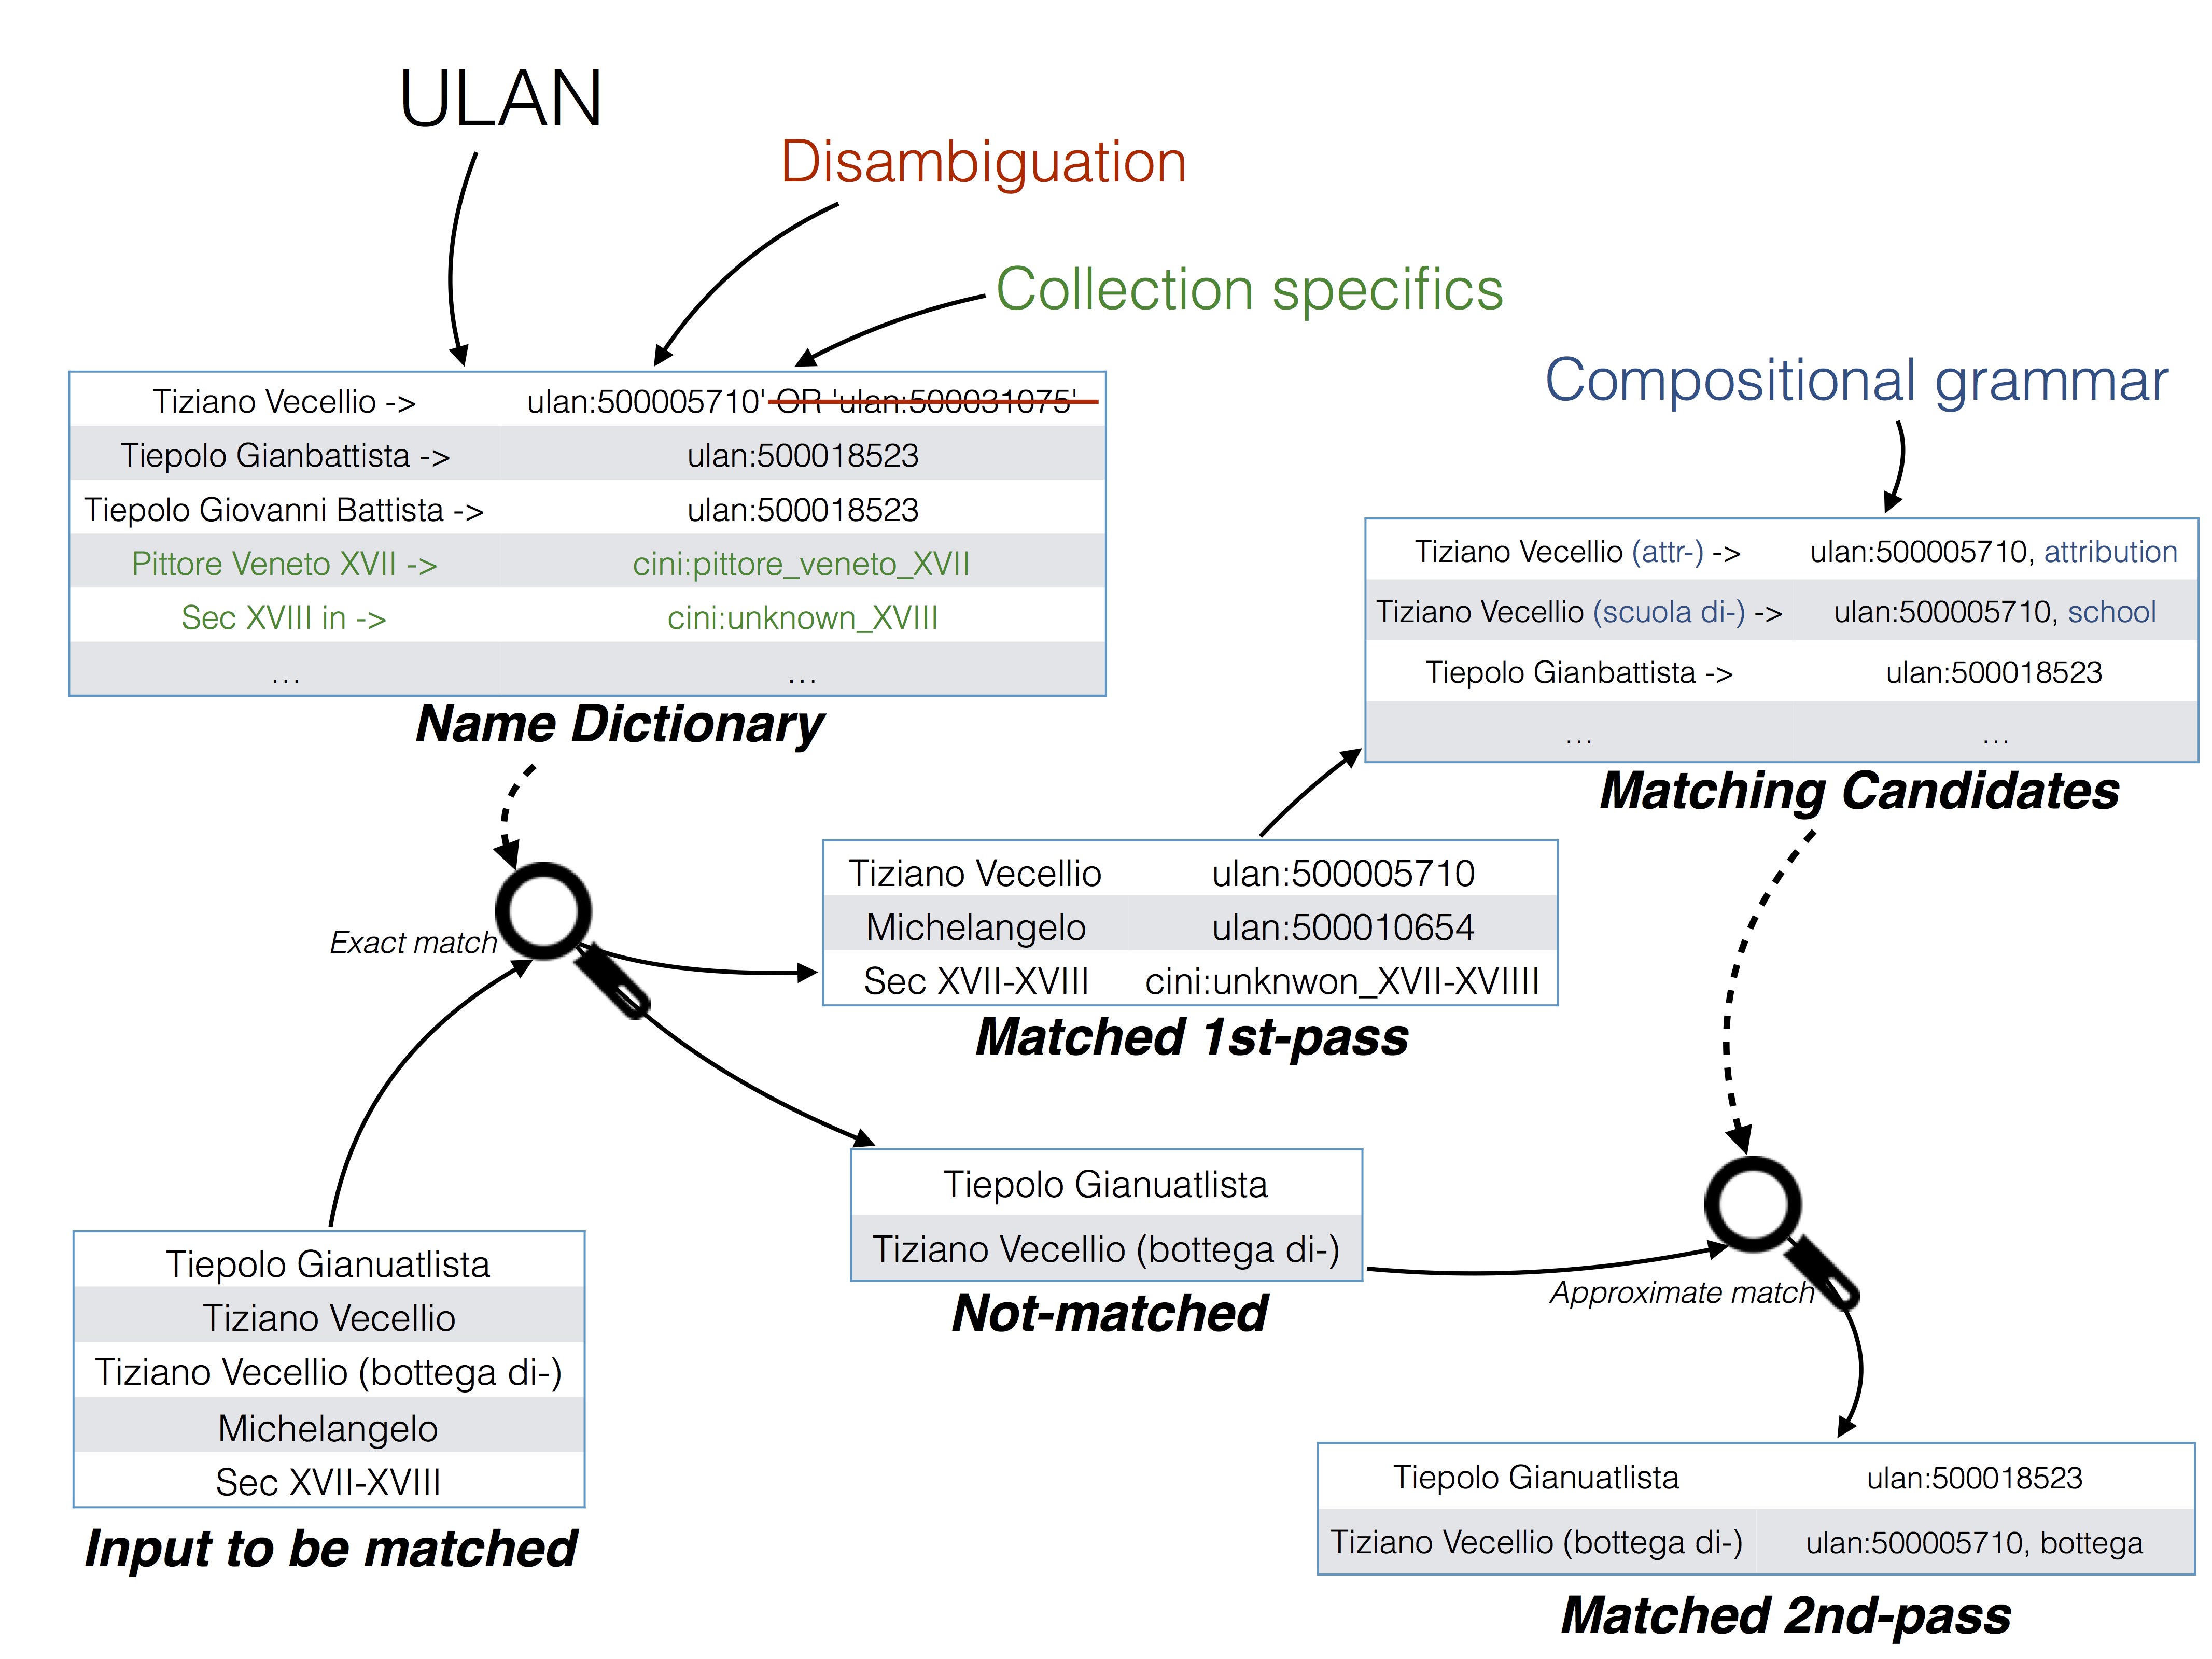 ULAN
Disambiguation
Collection specifics
Tiziano Vecellio -> ulan:500005710' OR 'ulan:500031075'
Tiepolo Gianbattista -> ulan:500018523
Tiepolo Giovanni Battista -> ulan:500018523
Pittore Veneto XVII -> cini:pittore_veneto_XVII
Sec XVIII in -> cini:unknown_XVIII
... ...
Name Dictionary
Compositional grammar
Tiziano Vecellio (attr-) -> ulan:500005710, attribution
Tiziano Vecellio (scuola di-) -> ulan:500005710, school
Tiepolo Gianbattista -> ulan:500018523
... ...
Matching Candidates
Exact match
Tiziano Vecellio ulan:500005710
Michelangelo ulan:500010654
Sec XVII-XVIII cini:unknwon_XVII-XVIIII
Matched 1st-pass
Tiepolo Gianuatlista
Tiziano Vecellio (bottega di-)
Not-matched
Approximate match
Tiepolo Gianuatlista
Tiziano Vecellio
Tiziano Vecellio (bottega di-)
Michelangelo
Sec XVII-XVIII
Input to be matched
Tiepolo Gianuatlista ulan:500018523
Tiziano Vecellio (bottega di-) ulan:500005710, bottega
Matched 2nd-pass